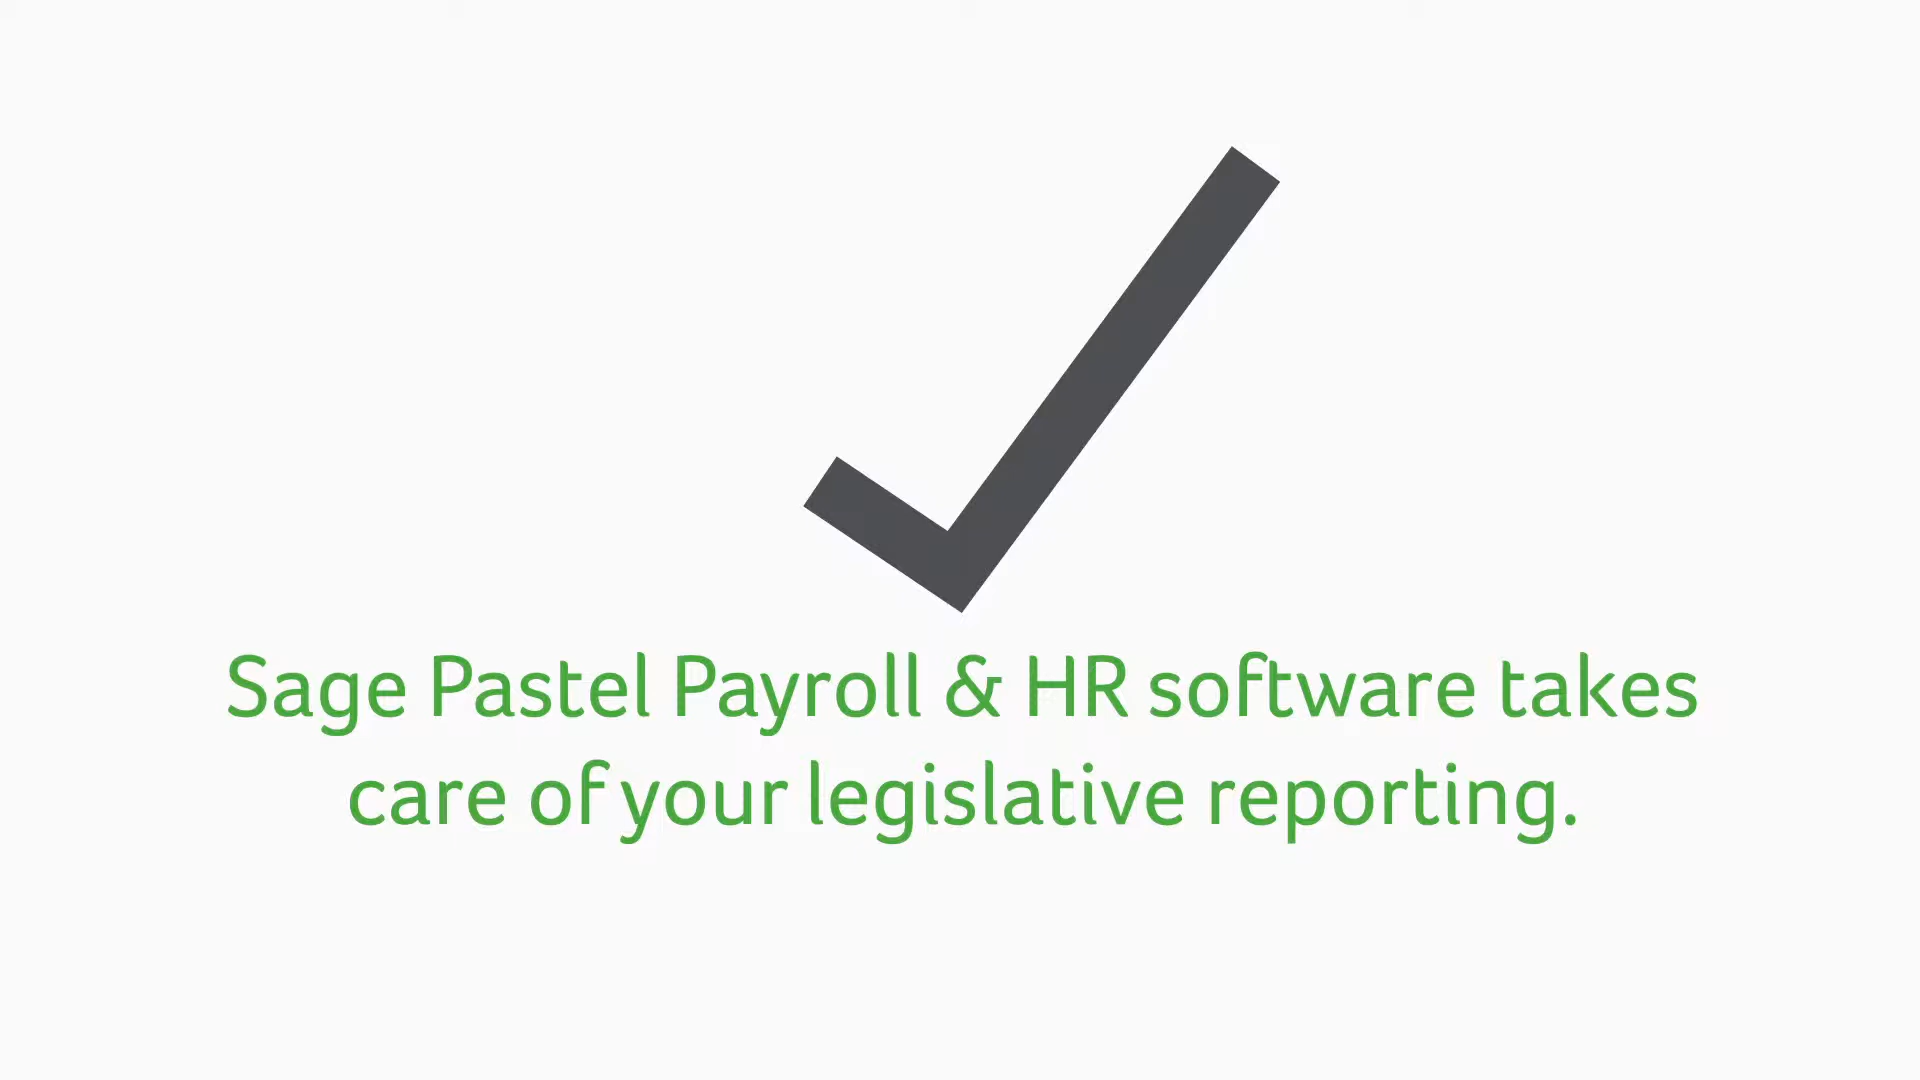 Sage Pastel Payroll & HR software takes
care of your legislative reporting.